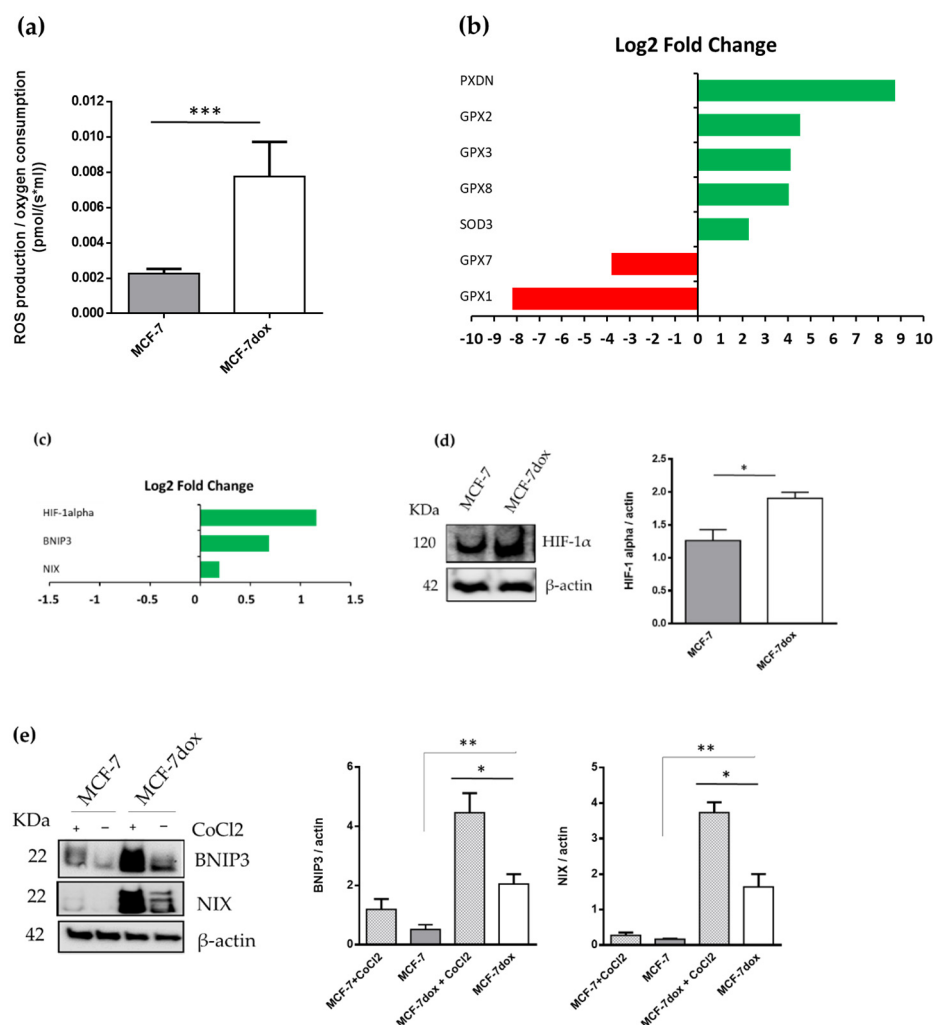 (a)
ROS production / oxygen consumption
(pmol/(s*ml))
0.012
0.010
0.008
0.006
0.004
0.002
0.000
***
MCF-7
MCF-7dox
(b)
Log2 Fold Change
PXDN
GPX2
GPX3
GPX8
SOD3
GPX7
GPX1
-10 -9 -8 -7 -6 -5 -4 -3 -2 -1 0 1 2 3 4 5 6 7 8 9 10
(c)
Log2 Fold Change
HIF-1alpha
BNIP3
NIX
-1.5 -1 -0.5 0 0.5 1 1.5
(d)
MCF-7
MCF-7dox
KDa
120
HIF-1α
42
β-actin
HIF-1 alpha / actin
2.5
2.0
1.5
1.0
0.5
0.0
*
MCF-7
MCF-7dox
(e)
MCF-7
MCF-7dox
KDa
+ − + −
CoCl2
22
BNIP3
22
NIX
42
β-actin
BNIP3 / actin
6
4
2
0
**
*
MCF-7+CoCl2
MCF-7
MCF-7dox + CoCl2
MCF-7dox
NIX / actin
5
4
3
2
1
0
**
*
MCF-7+CoCl2
MCF-7
MCF-7dox + CoCl2
MCF-7dox